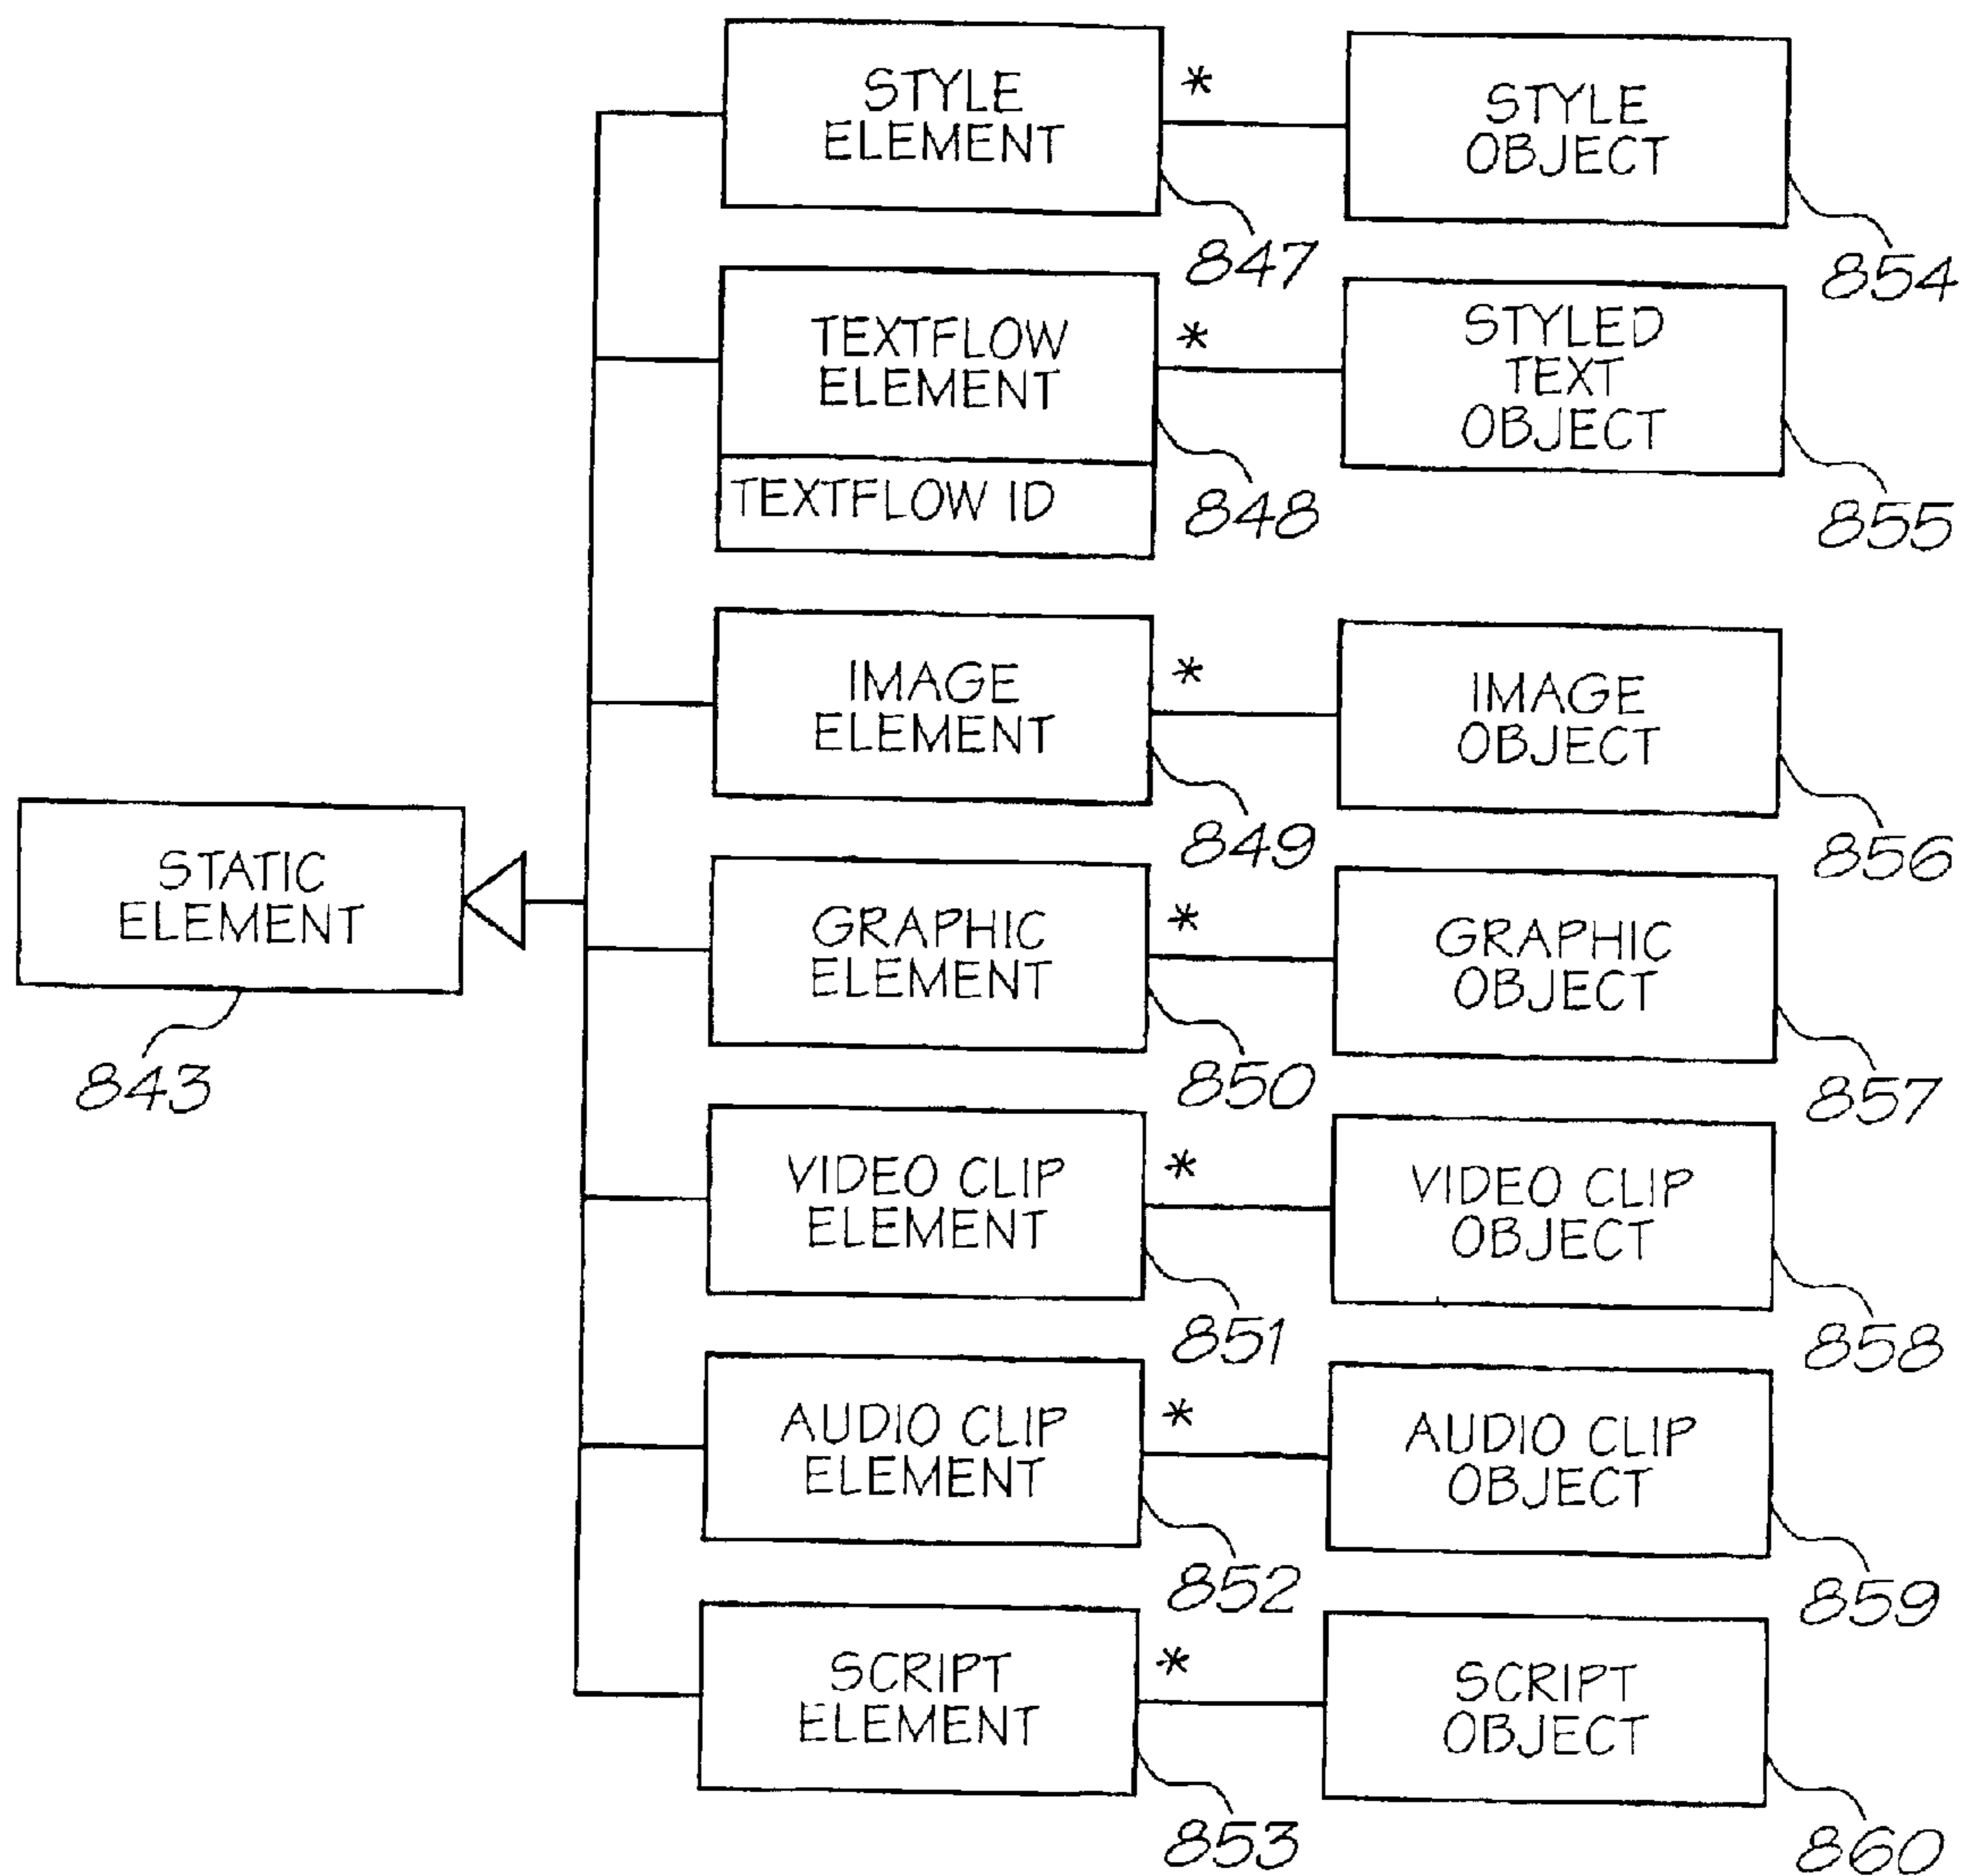 STYLE
ELEMENT
*
847
STYLE
OBJECT
854
TEXTFLOW
ELEMENT
TEXTFLOW ID
*
848
STYLED
TEXT
OBJECT
855
IMAGE
ELEMENT
*
849
IMAGE
OBJECT
856
STATIC
ELEMENT
843
GRAPHIC
ELEMENT
*
850
GRAPHIC
OBJECT
857
VIDEO CLIP
ELEMENT
*
851
VIDEO CLIP
OBJECT
858
AUDIO CLIP
ELEMENT
*
852
AUDIO CLIP
OBJECT
859
SCRIPT
ELEMENT
*
853
SCRIPT
OBJECT
860